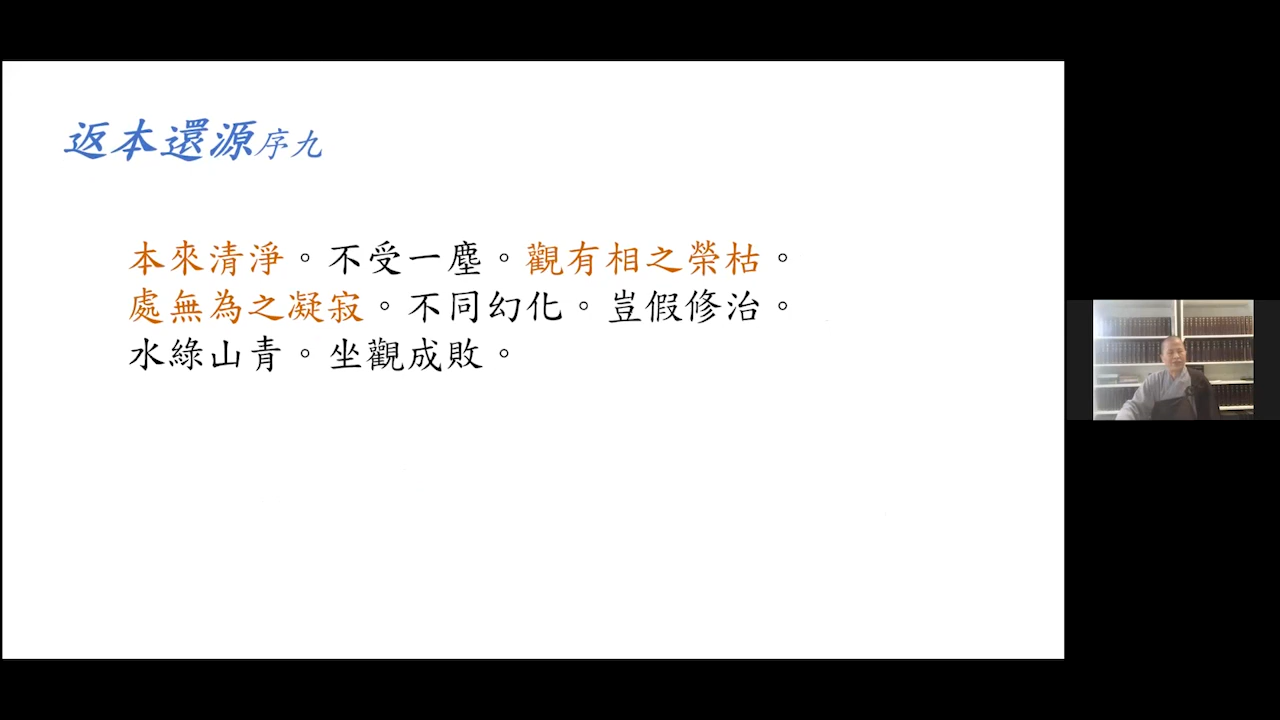 返本還源序九
本來清淨。不受一塵。觀有相之榮枯。
處無為之凝寂。不同幻化。豈假修治。
水綠山青。坐觀成敗。